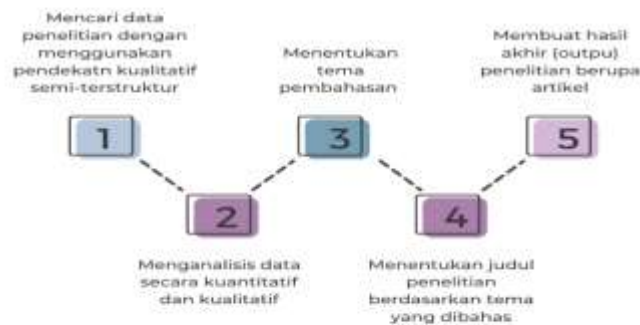 Mencari data
penelitian dengan
menggunakan
pendekatn kualitatif
semi-terstruktur
1
Menganalisis data
secara kuantitatif
dan kualitatif
2
Menentukan
tema
pembahasan
3
Menentukan judul
penelitian
berdasarkan tema
yang dibahas
4
Membuat hasil
akhir (outpu)
penelitian berupa
artikel
5